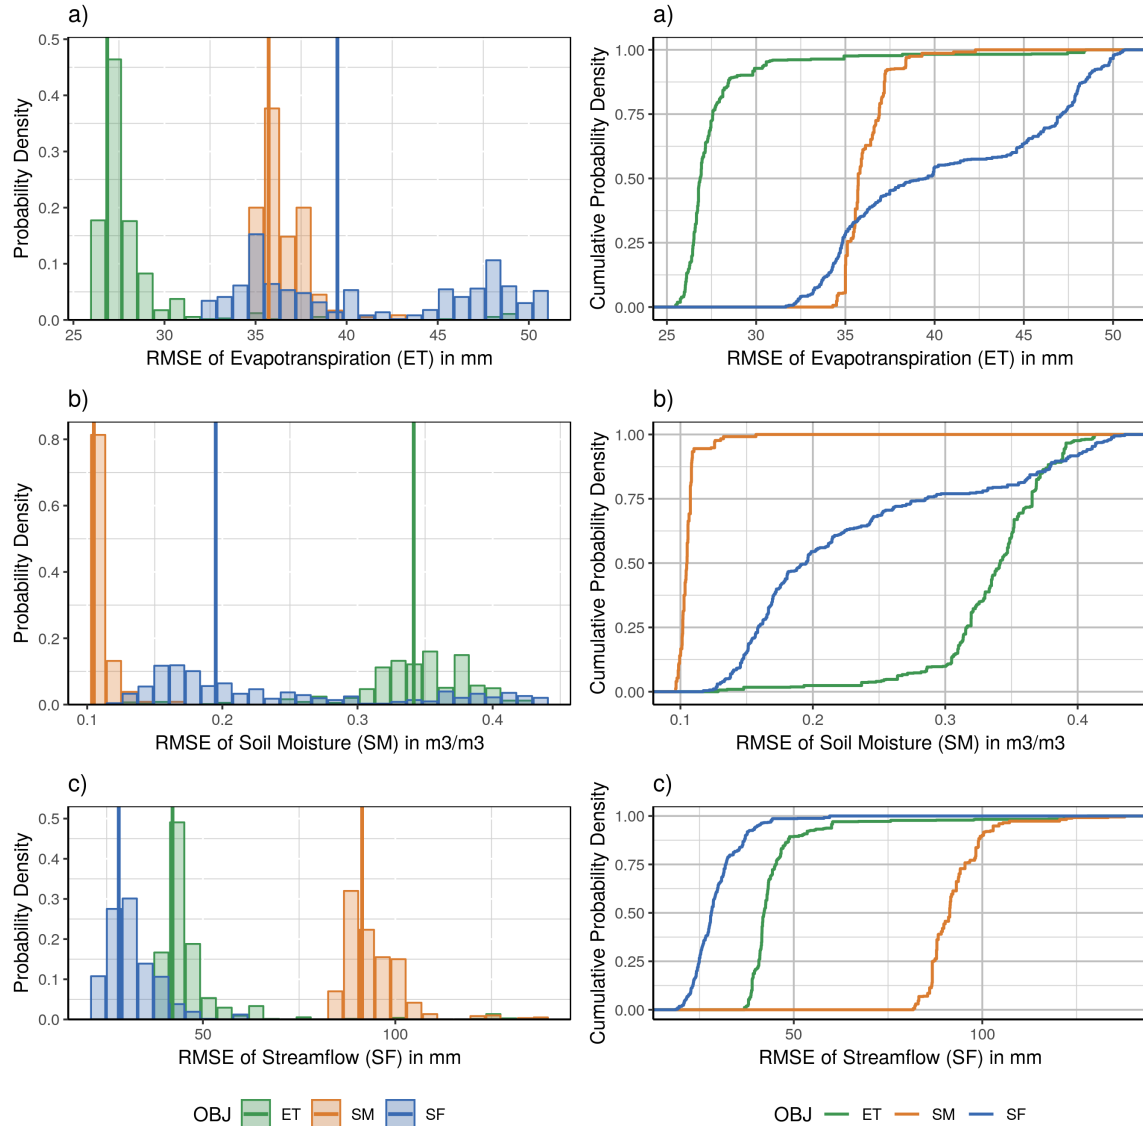 a)
Probability Density
0.5
0.4
0.3
0.2
0.1
0.0
25 30 35 40 45 50
RMSE of Evapotranspiration (ET) in mm
a)
Cumulative Probability Density
1.00
0.75
0.50
0.25
0.00
25 30 35 40 45 50
RMSE of Evapotranspiration (ET) in mm
b)
Probability Density
0.8
0.6
0.4
0.2
0.0
0.1 0.2 0.3 0.4
RMSE of Soil Moisture (SM) in m3/m3
b)
Cumulative Probability Density
1.00
0.75
0.50
0.25
0.00
0.1 0.2 0.3 0.4
RMSE of Soil Moisture (SM) in m3/m3
c)
Probability Density
0.5
0.4
0.3
0.2
0.1
0.0
50 100
RMSE of Streamflow (SF) in mm
c)
Cumulative Probability Density
1.00
0.75
0.50
0.25
0.00
50 100
RMSE of Streamflow (SF) in mm
OBJ ET SM SF
OBJ ET SM SF